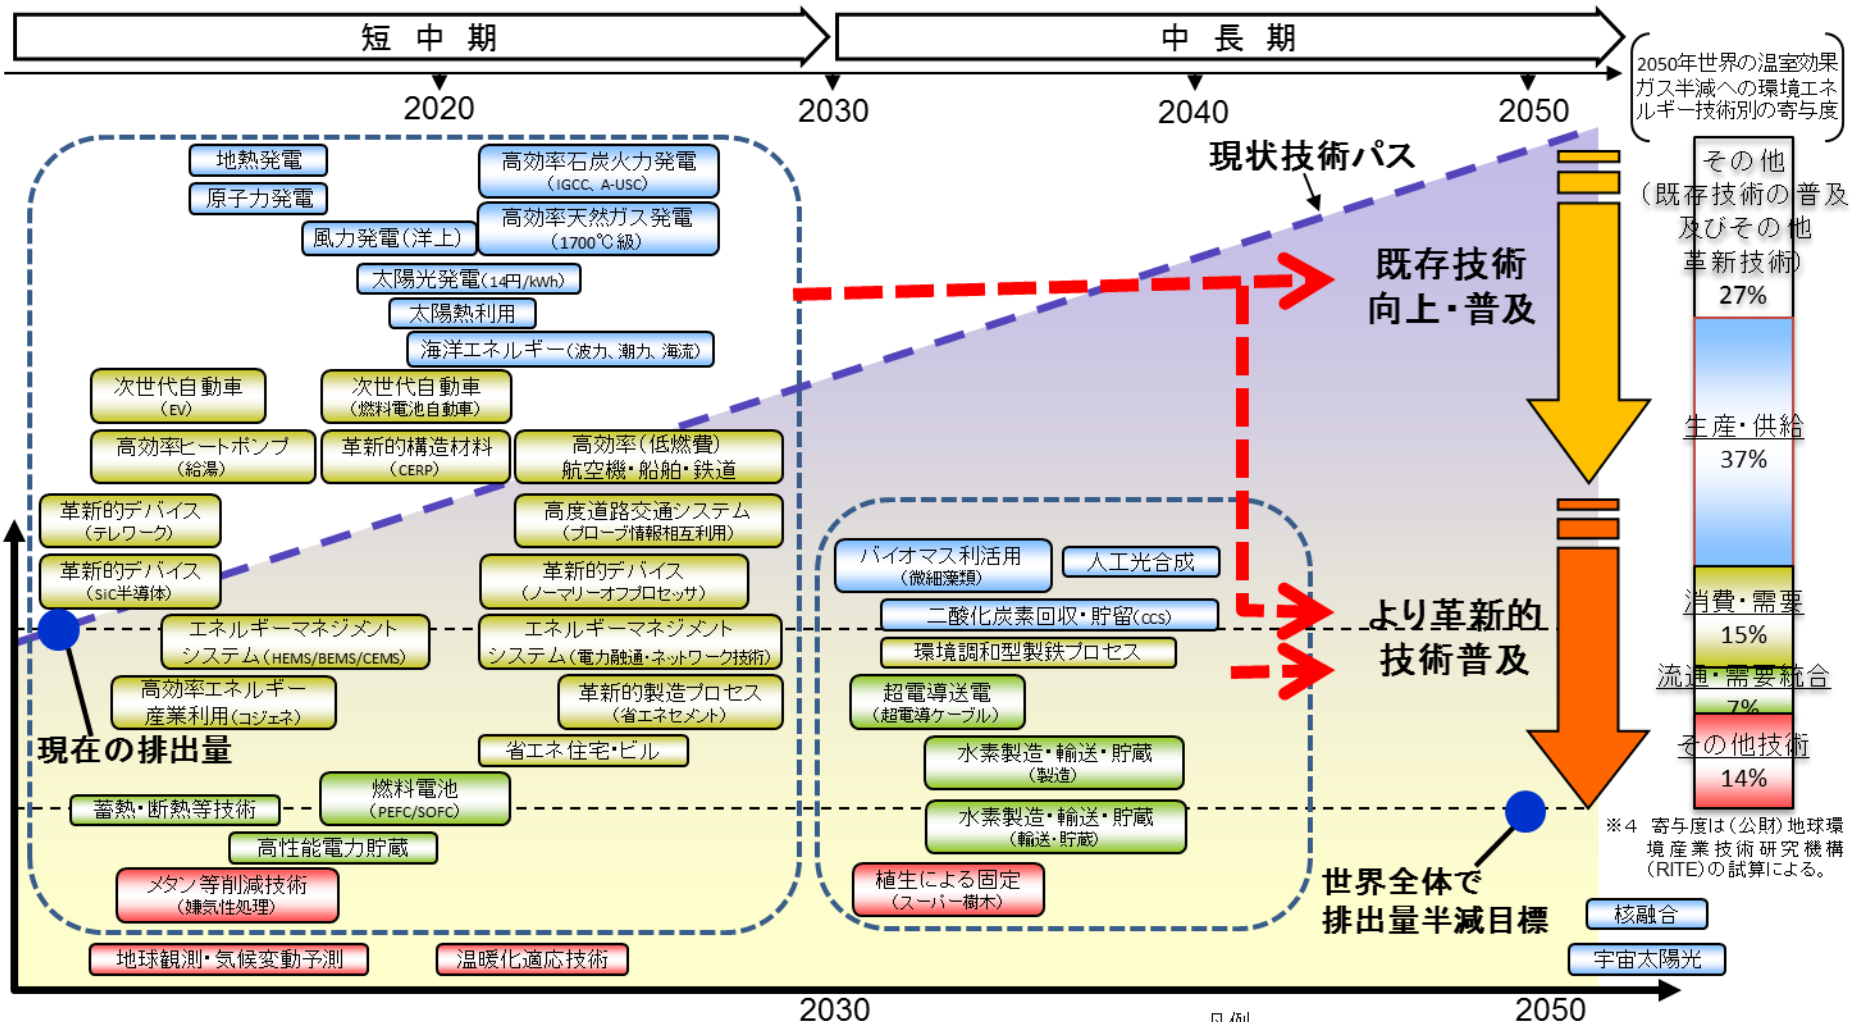 短 中 期
中 長 期
2020
2030
2040
2050
2050年世界の温室効果
ガス半減への環境エネ
ルギー技術別の寄与度
地熱発電
原子力発電
風力発電(洋上)
高効率石炭火力発電
(IGCC、A-USC)
高効率天然ガス発電
(1700℃級)
太陽光発電(14円/kWh)
太陽熱利用
海洋エネルギー(波力、潮力、海流)
次世代自動車
(EV)
次世代自動車
(燃料電池自動車)
高効率ヒートポンプ
(給湯)
革新的構造材料
(CERP)
高効率(低燃費)
航空機・船舶・鉄道
革新的デバイス
(テレワーク)
高度道路交通システム
(プローブ情報相互利用)
革新的デバイス
(SiC半導体)
革新的デバイス
(ノーマリーオフプロセッサ)
エネルギーマネジメント
システム(HEMS/BEMS/CEMS)
エネルギーマネジメント
システム(電力融通・ネットワーク技術)
高効率エネルギー
産業利用(コジェネ)
革新的製造プロセス
(省エネセメント)
省エネ住宅・ビル
現在の排出量
燃料電池
(PEFC/SOFC)
蓄熱・断熱等技術
高性能電力貯蔵
メタン等削減技術
(嫌気性処理)
地球観測・気候変動予測
温暖化適応技術
バイオマス利活用
(微細藻類)
人工光合成
二酸化炭素回収・貯留(CCS)
環境調和型製鉄プロセス
超電導送電
(超電導ケーブル)
水素製造・輸送・貯蔵
(製造)
水素製造・輸送・貯蔵
(輸送・貯蔵)
植生による固定
(スーパー樹木)
現状技術パス
既存技術
向上・普及
より革新的
技術普及
世界全体で
排出量半減目標
その他
(既存技術の普及
及びその他
革新技術)
27%
生産・供給
37%
消費・需要
15%
流通・需要統合
7%
その他技術
14%
※4 寄与度は(公財)地球環
境産業技術研究機構
(RITE)の試算による。
核融合
宇宙太陽光
2030
2050
凡例